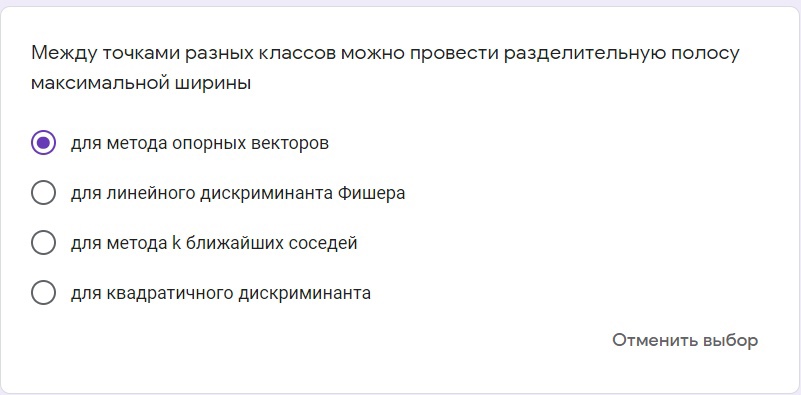 Между точками разных классов можно провести разделительную полосу
максимальной ширины
для метода опорных векторов
для линейного дискриминанта Фишера
для метода k ближайших соседей
для квадратичного дискриминанта
Отменить выбор